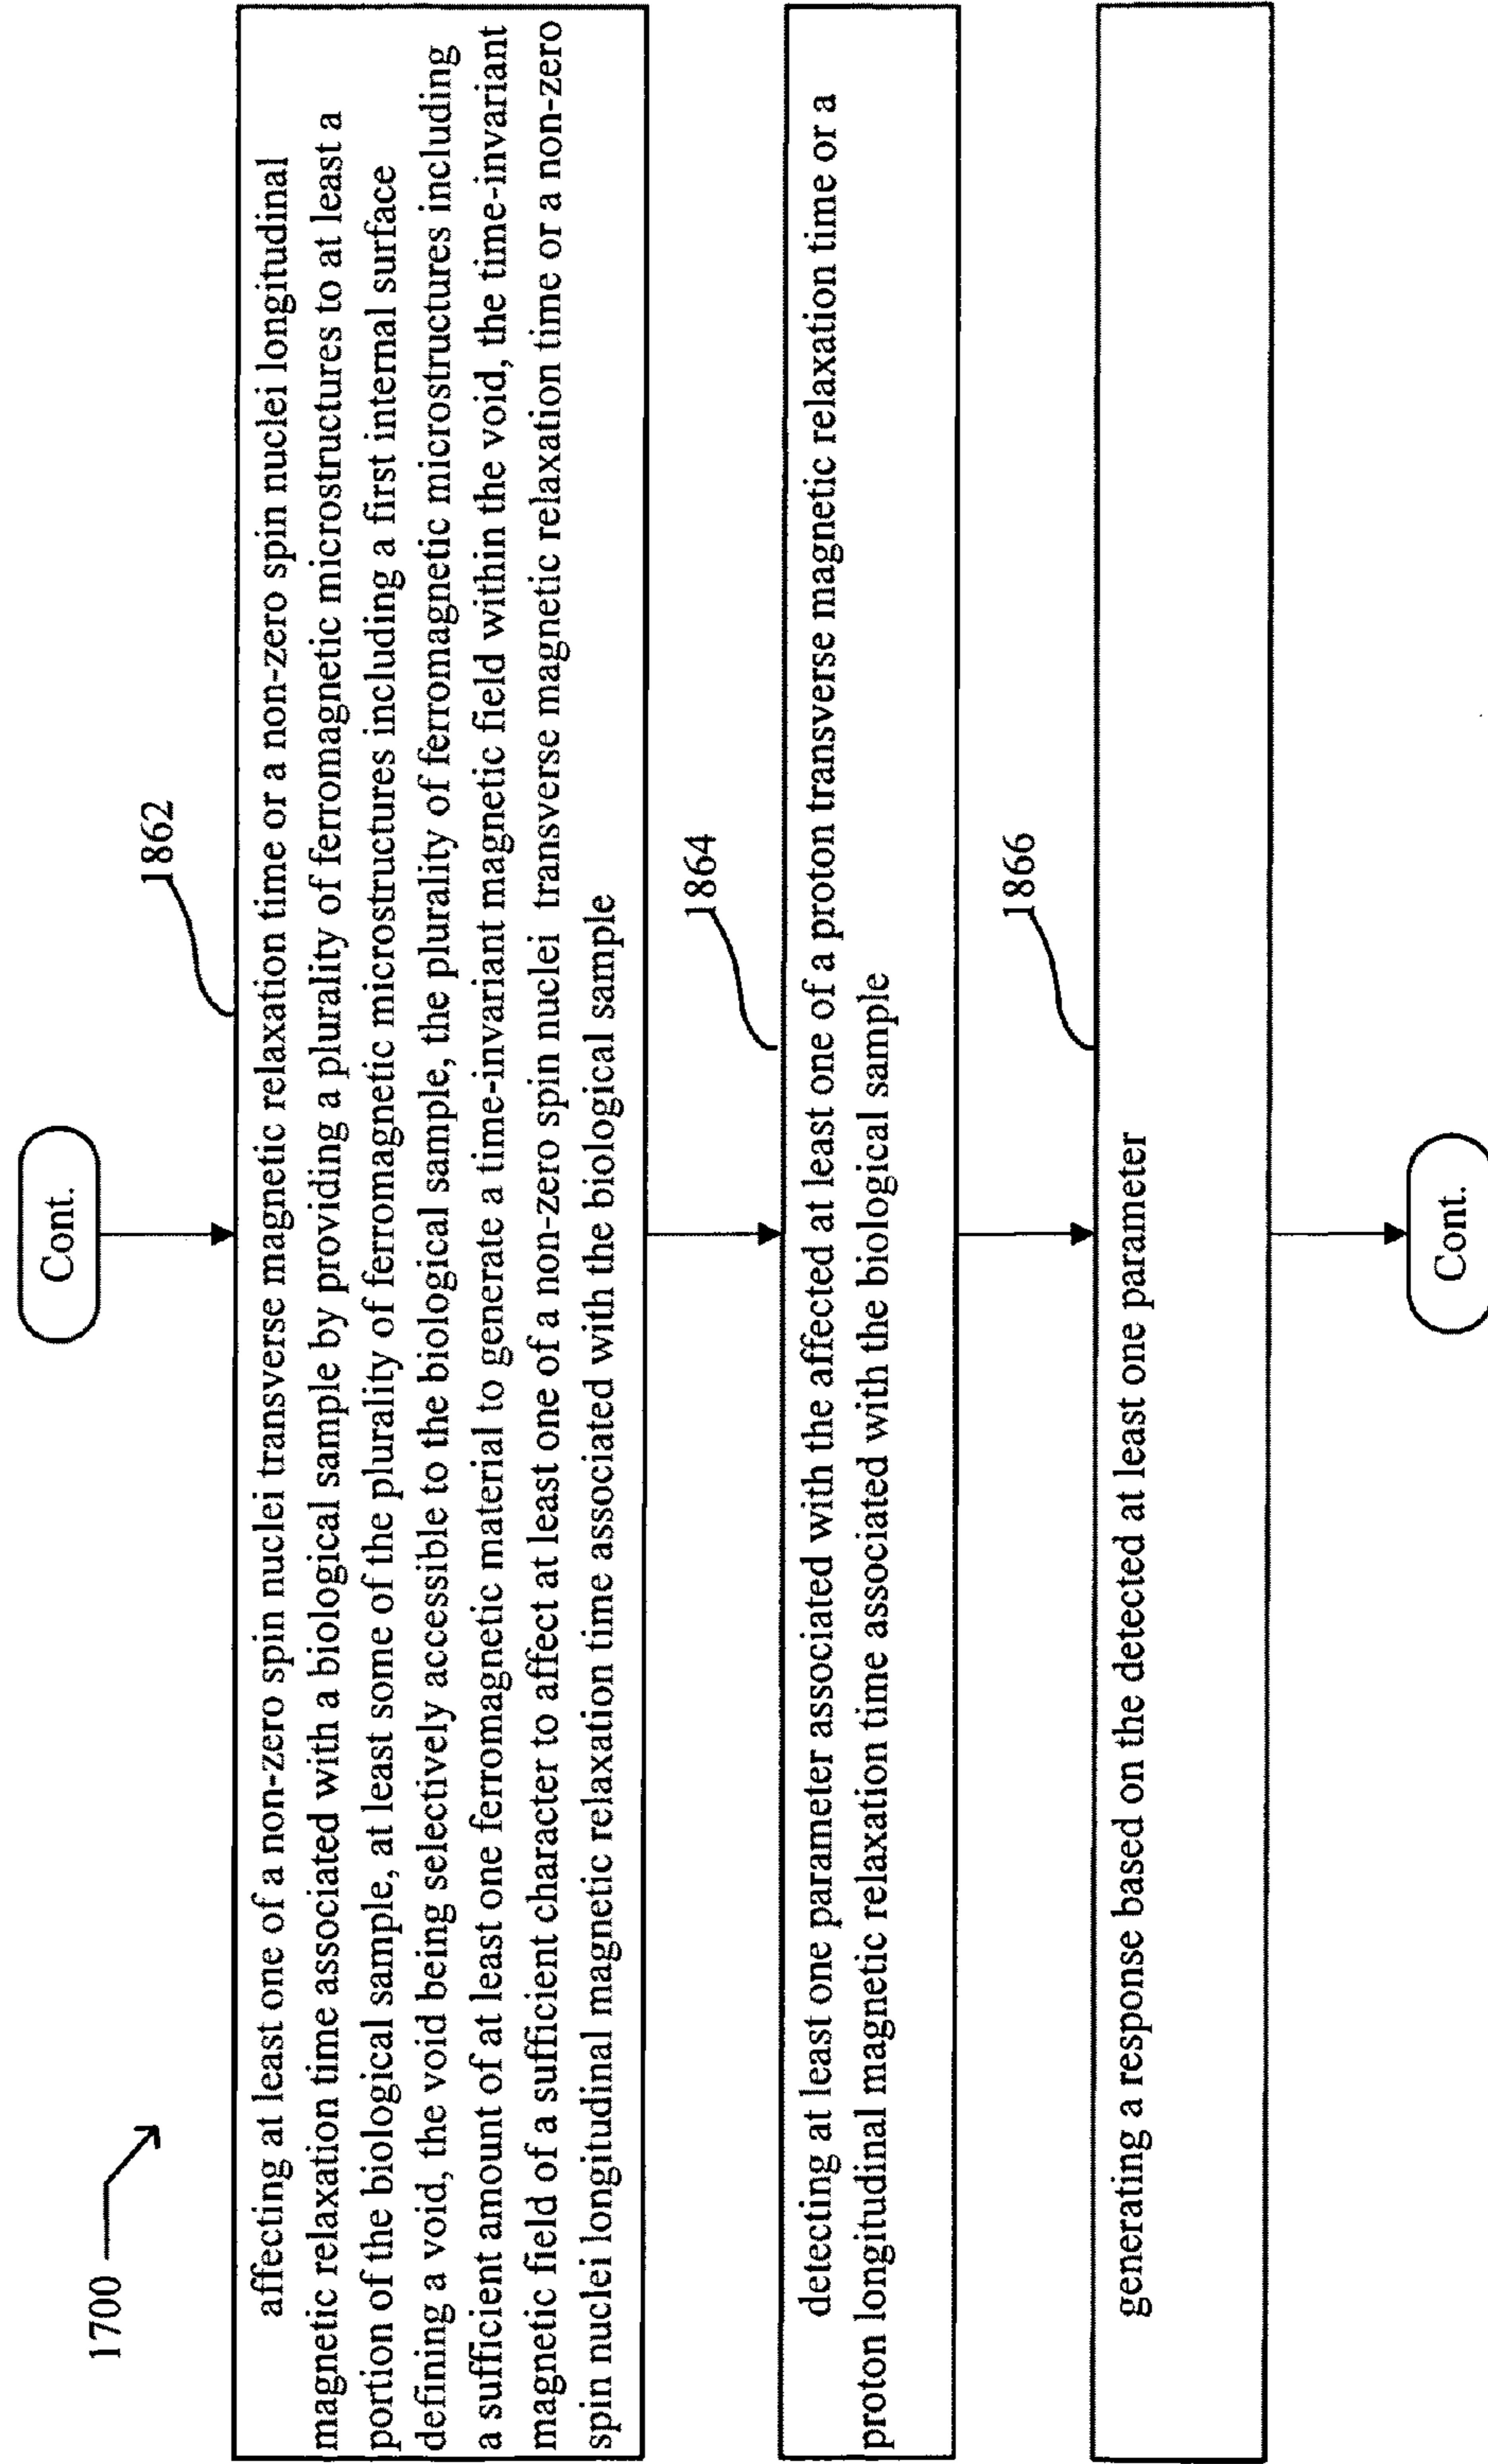 1700
Cont.
1862
affecting at least one of a non-zero spin nuclei transverse magnetic relaxation time or a non-zero spin nuclei longitudinal
magnetic relaxation time associated with a biological sample by providing a plurality of ferromagnetic microstructures to at least a
portion of the biological sample, at least some of the plurality of ferromagnetic microstructures including a first internal surface
defining a void, the void being selectively accessible to the biological sample, the plurality of ferromagnetic microstructures including
a sufficient amount of at least one ferromagnetic material to generate a time-invariant magnetic field within the void, the time-invariant
magnetic field of a sufficient character to affect at least one of a non-zero spin nuclei transverse magnetic relaxation time or a non-zero
spin nuclei longitudinal magnetic relaxation time associated with the biological sample
1864
detecting at least one parameter associated with the affected at least one of a proton transverse magnetic relaxation time or a
proton longitudinal magnetic relaxation time associated with the biological sample
1866
generating a response based on the detected at least one parameter
Cont.